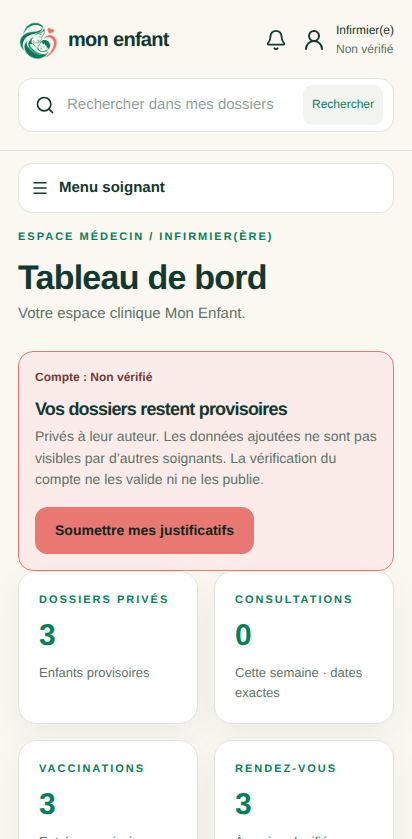 mon enfant
Infirmier(e)
Non vérifié
Rechercher dans mes dossiers
Rechercher
Menu soignant
ESPACE MÉDECIN / INFIRMIER(ÈRE)
Tableau de bord
Votre espace clinique Mon Enfant.
Compte : Non vérifié
Vos dossiers restent provisoires
Privés à leur auteur. Les données ajoutées ne sont pas
visibles par d’autres soignants. La vérification du
compte ne les valide ni ne les publie.
Soumettre mes justificatifs
DOSSIERS PRIVÉS
3
Enfants provisoires
CONSULTATIONS
0
Cette semaine · dates
exactes
VACCINATIONS
3
RENDEZ-VOUS
3